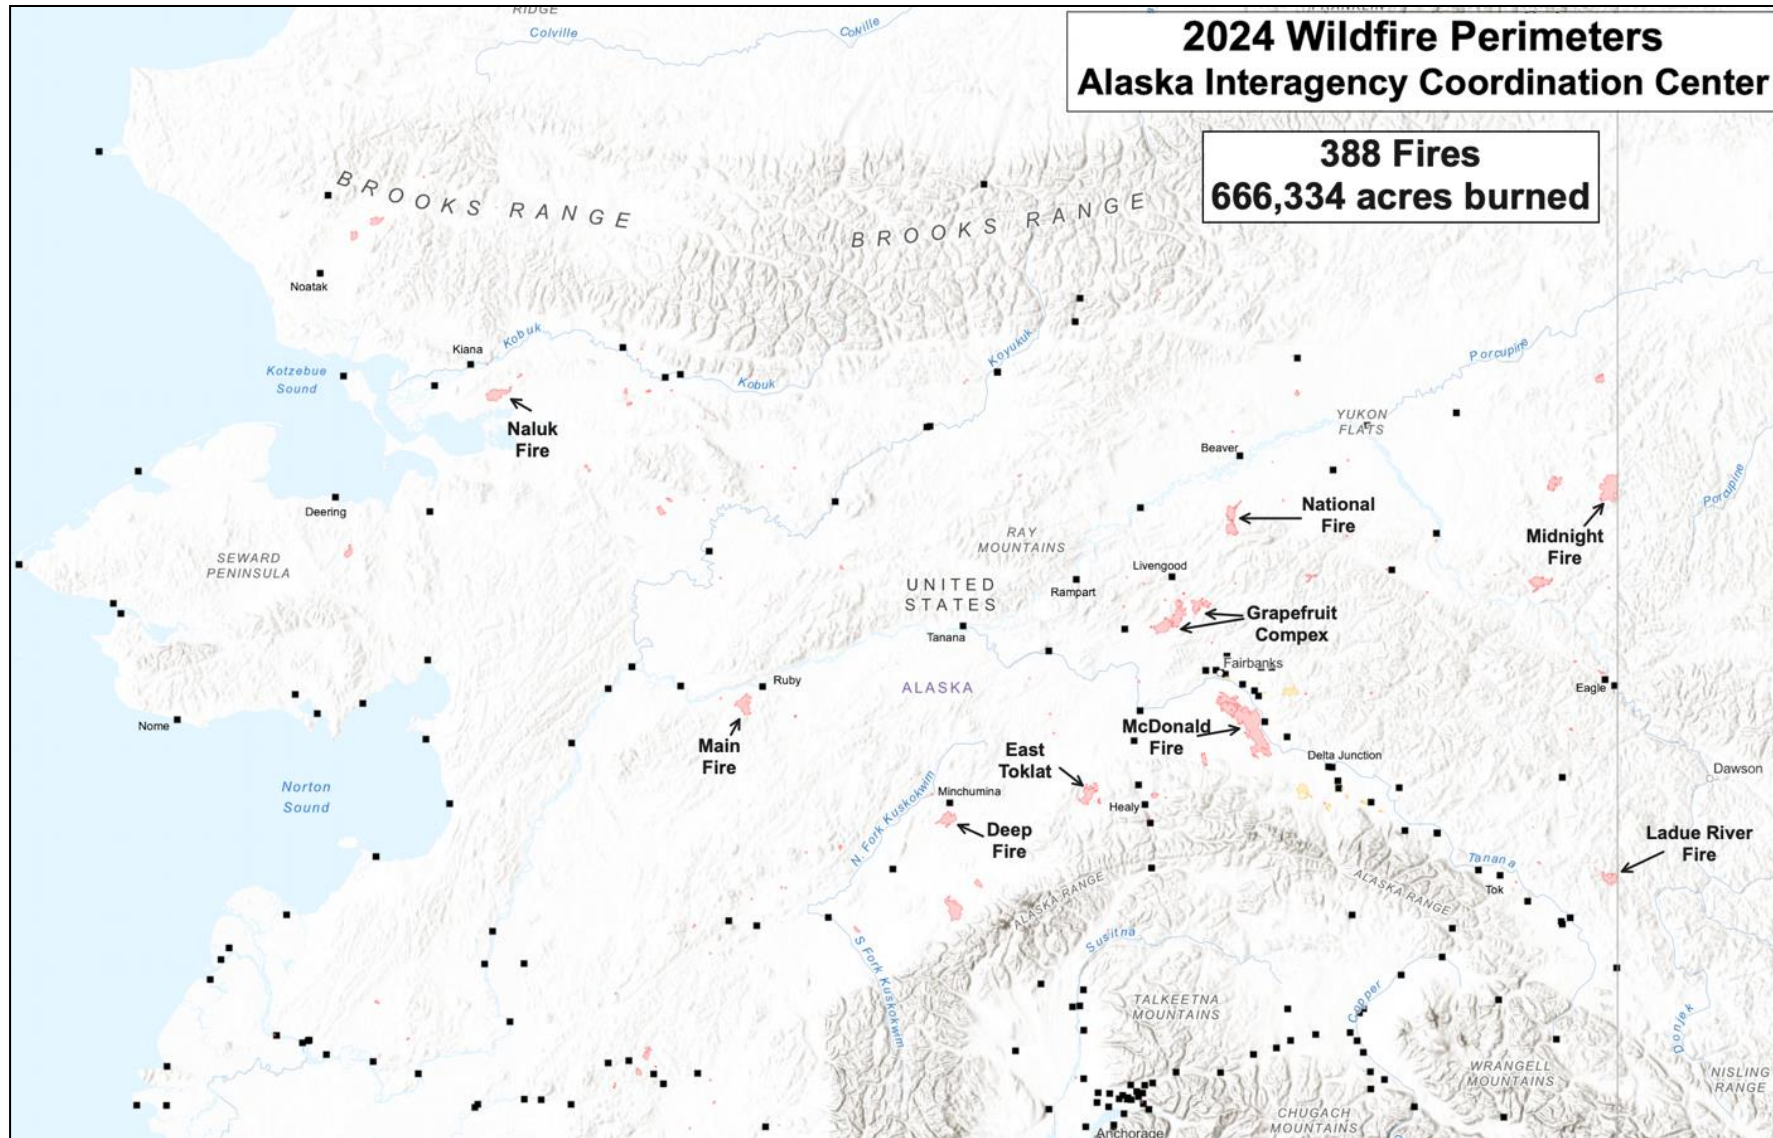 RIDGE
Colville
Colville
2024 Wildfire Perimeters
Alaska Interagency Coordination Center
388 Fires
666,334 acres burned
BROOKS RANGE
BROOKS RANGE
Noatak
Kiana
Kobuk
Kotzebue
Sound
Kobuk
Koyukuk
Porcupine
Naluk
Fire
YUKON
FLATS
Beaver
Porcupine
Deering
National
Fire
Midnight
Fire
SEWARD
PENINSULA
RAY
MOUNTAINS
Livengood
Rampart
UNITED
STATES
Grapefruit
Compex
Tanana
Fairbanks
Ruby
ALASKA
Eagle
Nome
McDonald
Fire
Main
Fire
East
Toklat
Delta Junction
Dawson
Norton
Sound
Minchumina
Healy
N. Fork Kuskokwim
Deep
Fire
Ladue River
Fire
Tanana
Tok
ALASKA RANGE
ALASKA RANGE
Susitna
S Fork Kuskokwim
TALKEETNA
MOUNTAINS
Copper
Donjek
WRANGELL
MOUNTAINS
NISLING
RANGE
CHUGACH
MOUNTAINS
Anchorage